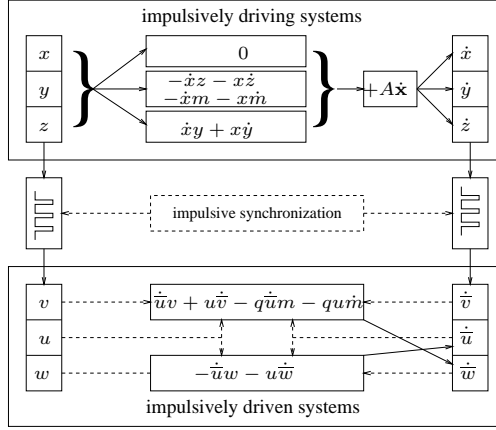 impulsively driving systems
x
y
z
0
−ẋz − xż
−ẋm − xṁ
ẋy + xẏ
+Aẋ
ẋ
ẏ
ż
impulsive synchronization
v
u
w
u̅̇v + uv̅̇ − qu̅̇m − quṁ
−u̅̇w − uw̅̇
v̅̇
u̅̇
w̅̇
impulsively driven systems